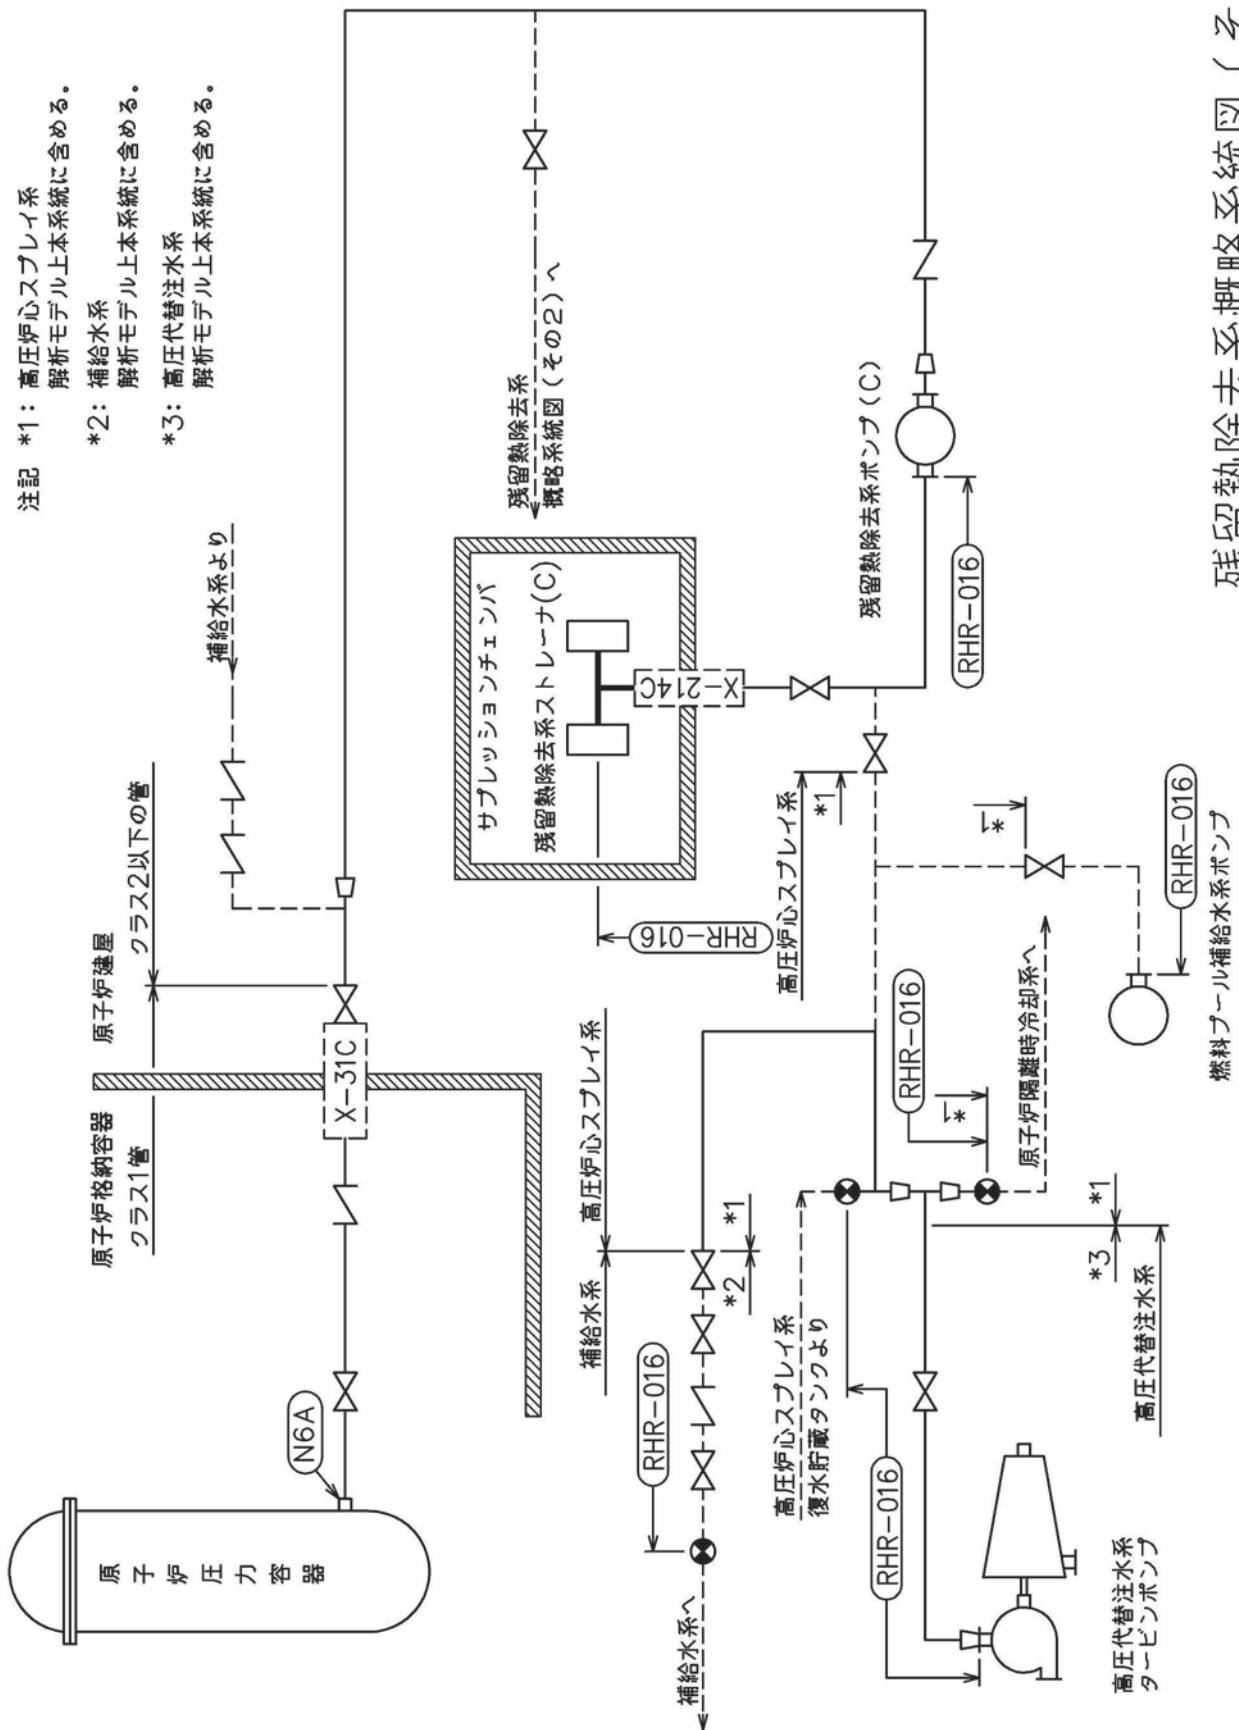 注記 *1: 高圧炉心スプレイ系
解析モデル上本系統に含める。
*2: 補給水系
解析モデル上本系統に含める。
*3: 高圧代替注水系
解析モデル上本系統に含める。
原子炉圧力容器
N6A
原子炉格納容器
クラス1管
原子炉建屋
クラス2以下の管
X-31C
補給水系より
残留熱除去系
概略系統図(その2)へ
サプレッションチェンバ
残留熱除去系ストレーナ(C)
X-214C
RHR-016
残留熱除去系ポンプ(C)
RHR-016
補給水系
高圧炉心スプレイ系
*2
*1
RHR-016
補給水系へ
高圧炉心スプレイ系
*1
高圧炉心スプレイ系
復水貯蔵タンクより
RHR-016
RHR-016
*1
原子炉隔離時冷却系へ
*1
RHR-016
燃料プール補給水系ポンプ
*3
*1
高圧代替注水系
高圧代替注水系
タービンポンプ
残留熱除去系概略系統図(そ